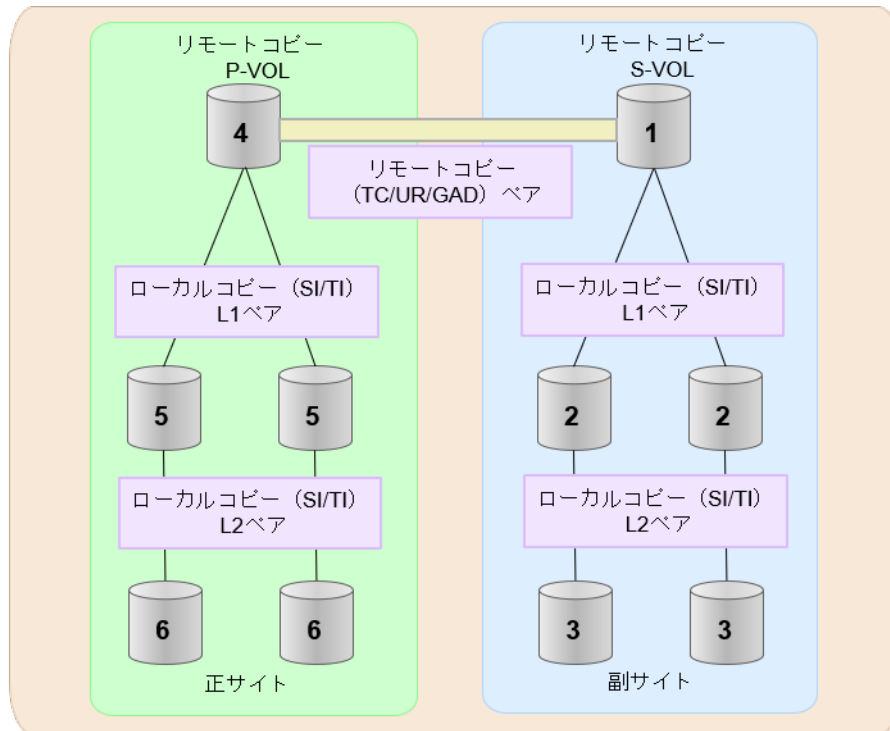 リモートコピー
P-VOL
リモートコピー
S-VOL
4
1
リモートコピー
（TC/UR/GAD）ペア
ローカルコピー（SI/TI）
L1ペア
ローカルコピー（SI/TI）
L1ペア
5
5
2
2
ローカルコピー（SI/TI）
L2ペア
ローカルコピー（SI/TI）
L2ペア
6
6
3
3
正サイト
副サイト